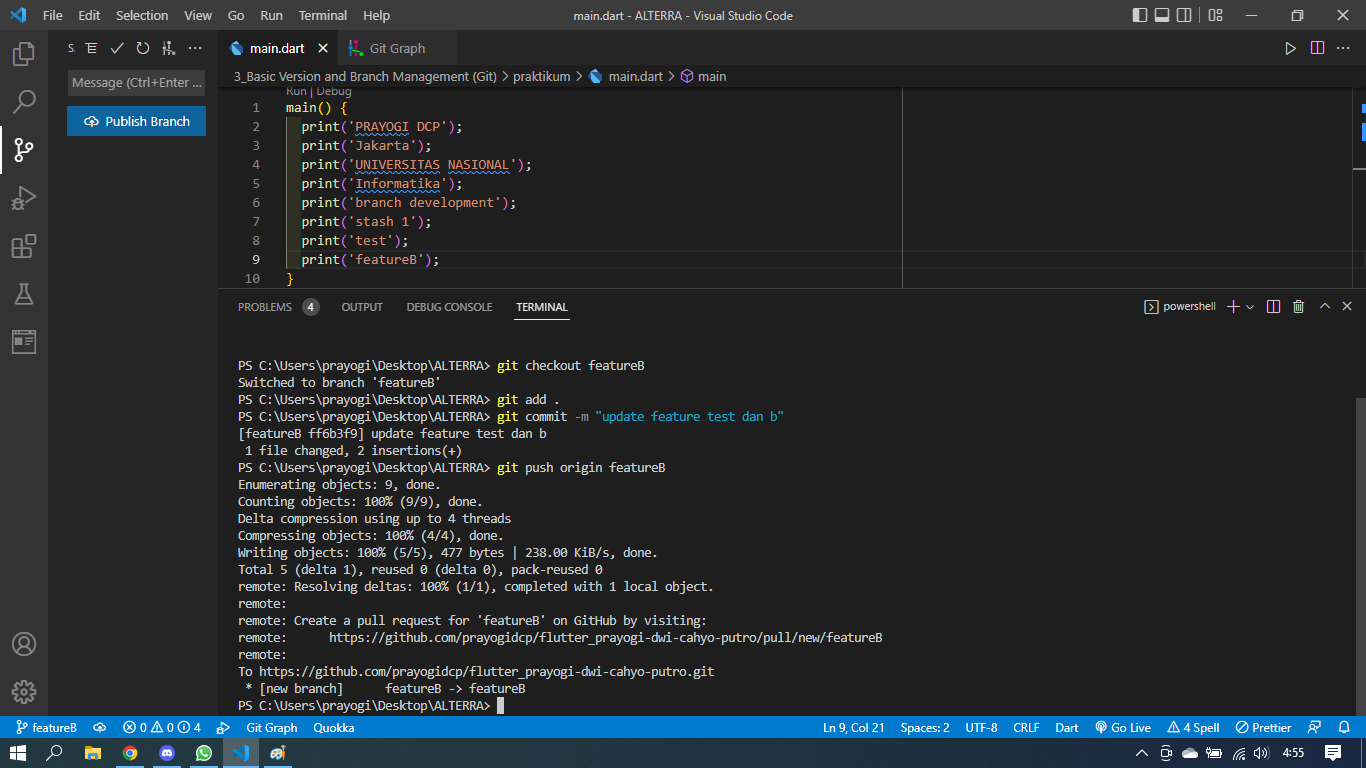 File Edit Selection View Go Run Terminal Help
main.dart - ALTERRA - Visual Studio Code
S.
Message (Ctrl+Enter ...
Publish Branch
main.dart
Git Graph
3_Basic Version and Branch Management (Git) > praktikum > main.dart > main
Run | Debug
1 main() {
2 print('PRAYOGI DCP');
3 print('Jakarta');
4 print('UNIVERSITAS NASIONAL');
5 print('Informatika');
6 print('branch development');
7 print('stash 1');
8 print('test');
9 print('featureB');
10 }
PROBLEMS 4 OUTPUT DEBUG CONSOLE TERMINAL
powershell
PS C:\Users\prayogi\Desktop\ALTERRA> git checkout featureB
Switched to branch 'featureB'
PS C:\Users\prayogi\Desktop\ALTERRA> git add .
PS C:\Users\prayogi\Desktop\ALTERRA> git commit -m "update feature test dan b"
[featureB ff6b3f9] update feature test dan b
1 file changed, 2 insertions(+)
PS C:\Users\prayogi\Desktop\ALTERRA> git push origin featureB
Enumerating objects: 9, done.
Counting objects: 100% (9/9), done.
Delta compression using up to 4 threads
Compressing objects: 100% (4/4), done.
Writing objects: 100% (5/5), 477 bytes | 238.00 KiB/s, done.
Total 5 (delta 1), reused 0 (delta 0), pack-reused 0
remote: Resolving deltas: 100% (1/1), completed with 1 local object.
remote:
remote: Create a pull request for 'featureB' on GitHub by visiting:
remote: https://github.com/prayogidcp/flutter_prayogi-dwi-cahyo-putro/pull/new/featureB
remote:
To https://github.com/prayogidcp/flutter_prayogi-dwi-cahyo-putro.git
* [new branch] featureB -> featureB
PS C:\Users\prayogi\Desktop\ALTERRA>
featureB 0 0 4 Git Graph Quokka
Ln 9, Col 21 Spaces: 2 UTF-8 CRLF Dart Go Live 4 Spell Prettier
4:55